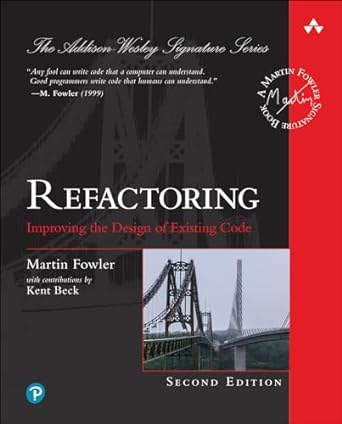 The Addison-Wesley Signature Series
"Any fool can write code that a computer can understand.
Good programmers write code that humans can understand."
—M. Fowler (1999)
A MARTIN FOWLER SIGNATURE BOOK
Martin
REFACTORING
Improving the Design of Existing Code
Martin Fowler
with contributions by
Kent Beck
SECOND EDITION
P